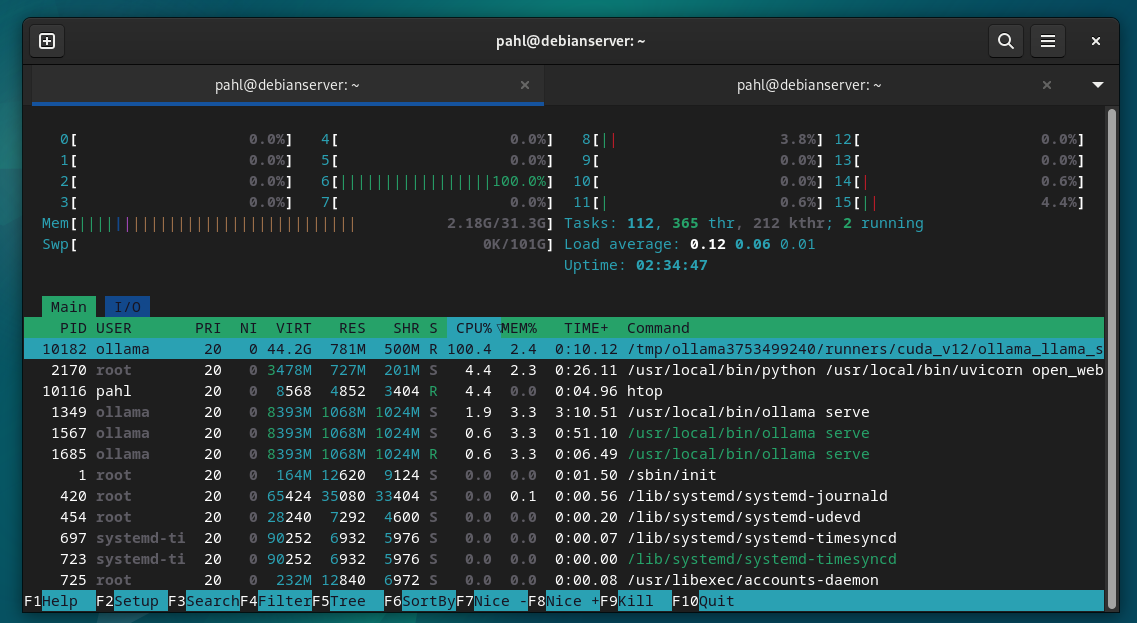 pahl@debianserver: ~
pahl@debianserver: ~ pahl@debianserver: ~
0[ 0.0%] 4[ 0.0%] 8[|| 3.8%] 12[ 0.0%]
1[ 0.0%] 5[ 0.0%] 9[ 0.0%] 13[ 0.0%]
2[ 0.0%] 6[|||||||||||||||||100.0%] 10[ 0.0%] 14[| 0.6%]
3[ 0.0%] 7[ 0.0%] 11[| 0.6%] 15[|| 4.4%]
Mem[||||||||||||||||||||||||||||||| 2.18G/31.3G] Tasks: 112, 365 thr, 212 kthr; 2 running
Swp[ 0K/101G] Load average: 0.12 0.06 0.01
Uptime: 02:34:47
Main I/O
PID USER PRI NI VIRT RES SHR S CPU%▽MEM% TIME+ Command
10182 ollama 20 0 44.2G 781M 500M R 100.4 2.4 0:10.12 /tmp/ollama3753499240/runners/cuda_v12/ollama_llama_s
2170 root 20 0 3478M 727M 201M S 4.4 2.3 0:26.11 /usr/local/bin/python /usr/local/bin/uvicorn open_web
10116 pahl 20 0 8568 4852 3404 R 4.4 0.0 0:04.96 htop
1349 ollama 20 0 8393M 1068M 1024M S 1.9 3.3 3:10.51 /usr/local/bin/ollama serve
1567 ollama 20 0 8393M 1068M 1024M S 0.6 3.3 0:51.10 /usr/local/bin/ollama serve
1685 ollama 20 0 8393M 1068M 1024M R 0.6 3.3 0:06.49 /usr/local/bin/ollama serve
1 root 20 0 164M 12620 9124 S 0.0 0.0 0:01.50 /sbin/init
420 root 20 0 65424 35080 33404 S 0.0 0.1 0:00.56 /lib/systemd/systemd-journald
454 root 20 0 28240 7292 4600 S 0.0 0.0 0:00.20 /lib/systemd/systemd-udevd
697 systemd-ti 20 0 90252 6932 5976 S 0.0 0.0 0:00.07 /lib/systemd/systemd-timesyncd
723 systemd-ti 20 0 90252 6932 5976 S 0.0 0.0 0:00.00 /lib/systemd/systemd-timesyncd
725 root 20 0 232M 12840 6972 S 0.0 0.0 0:00.08 /usr/libexec/accounts-daemon
F1Help F2Setup F3SearchF4FilterF5Tree F6SortByF7Nice -F8Nice +F9Kill F10Quit